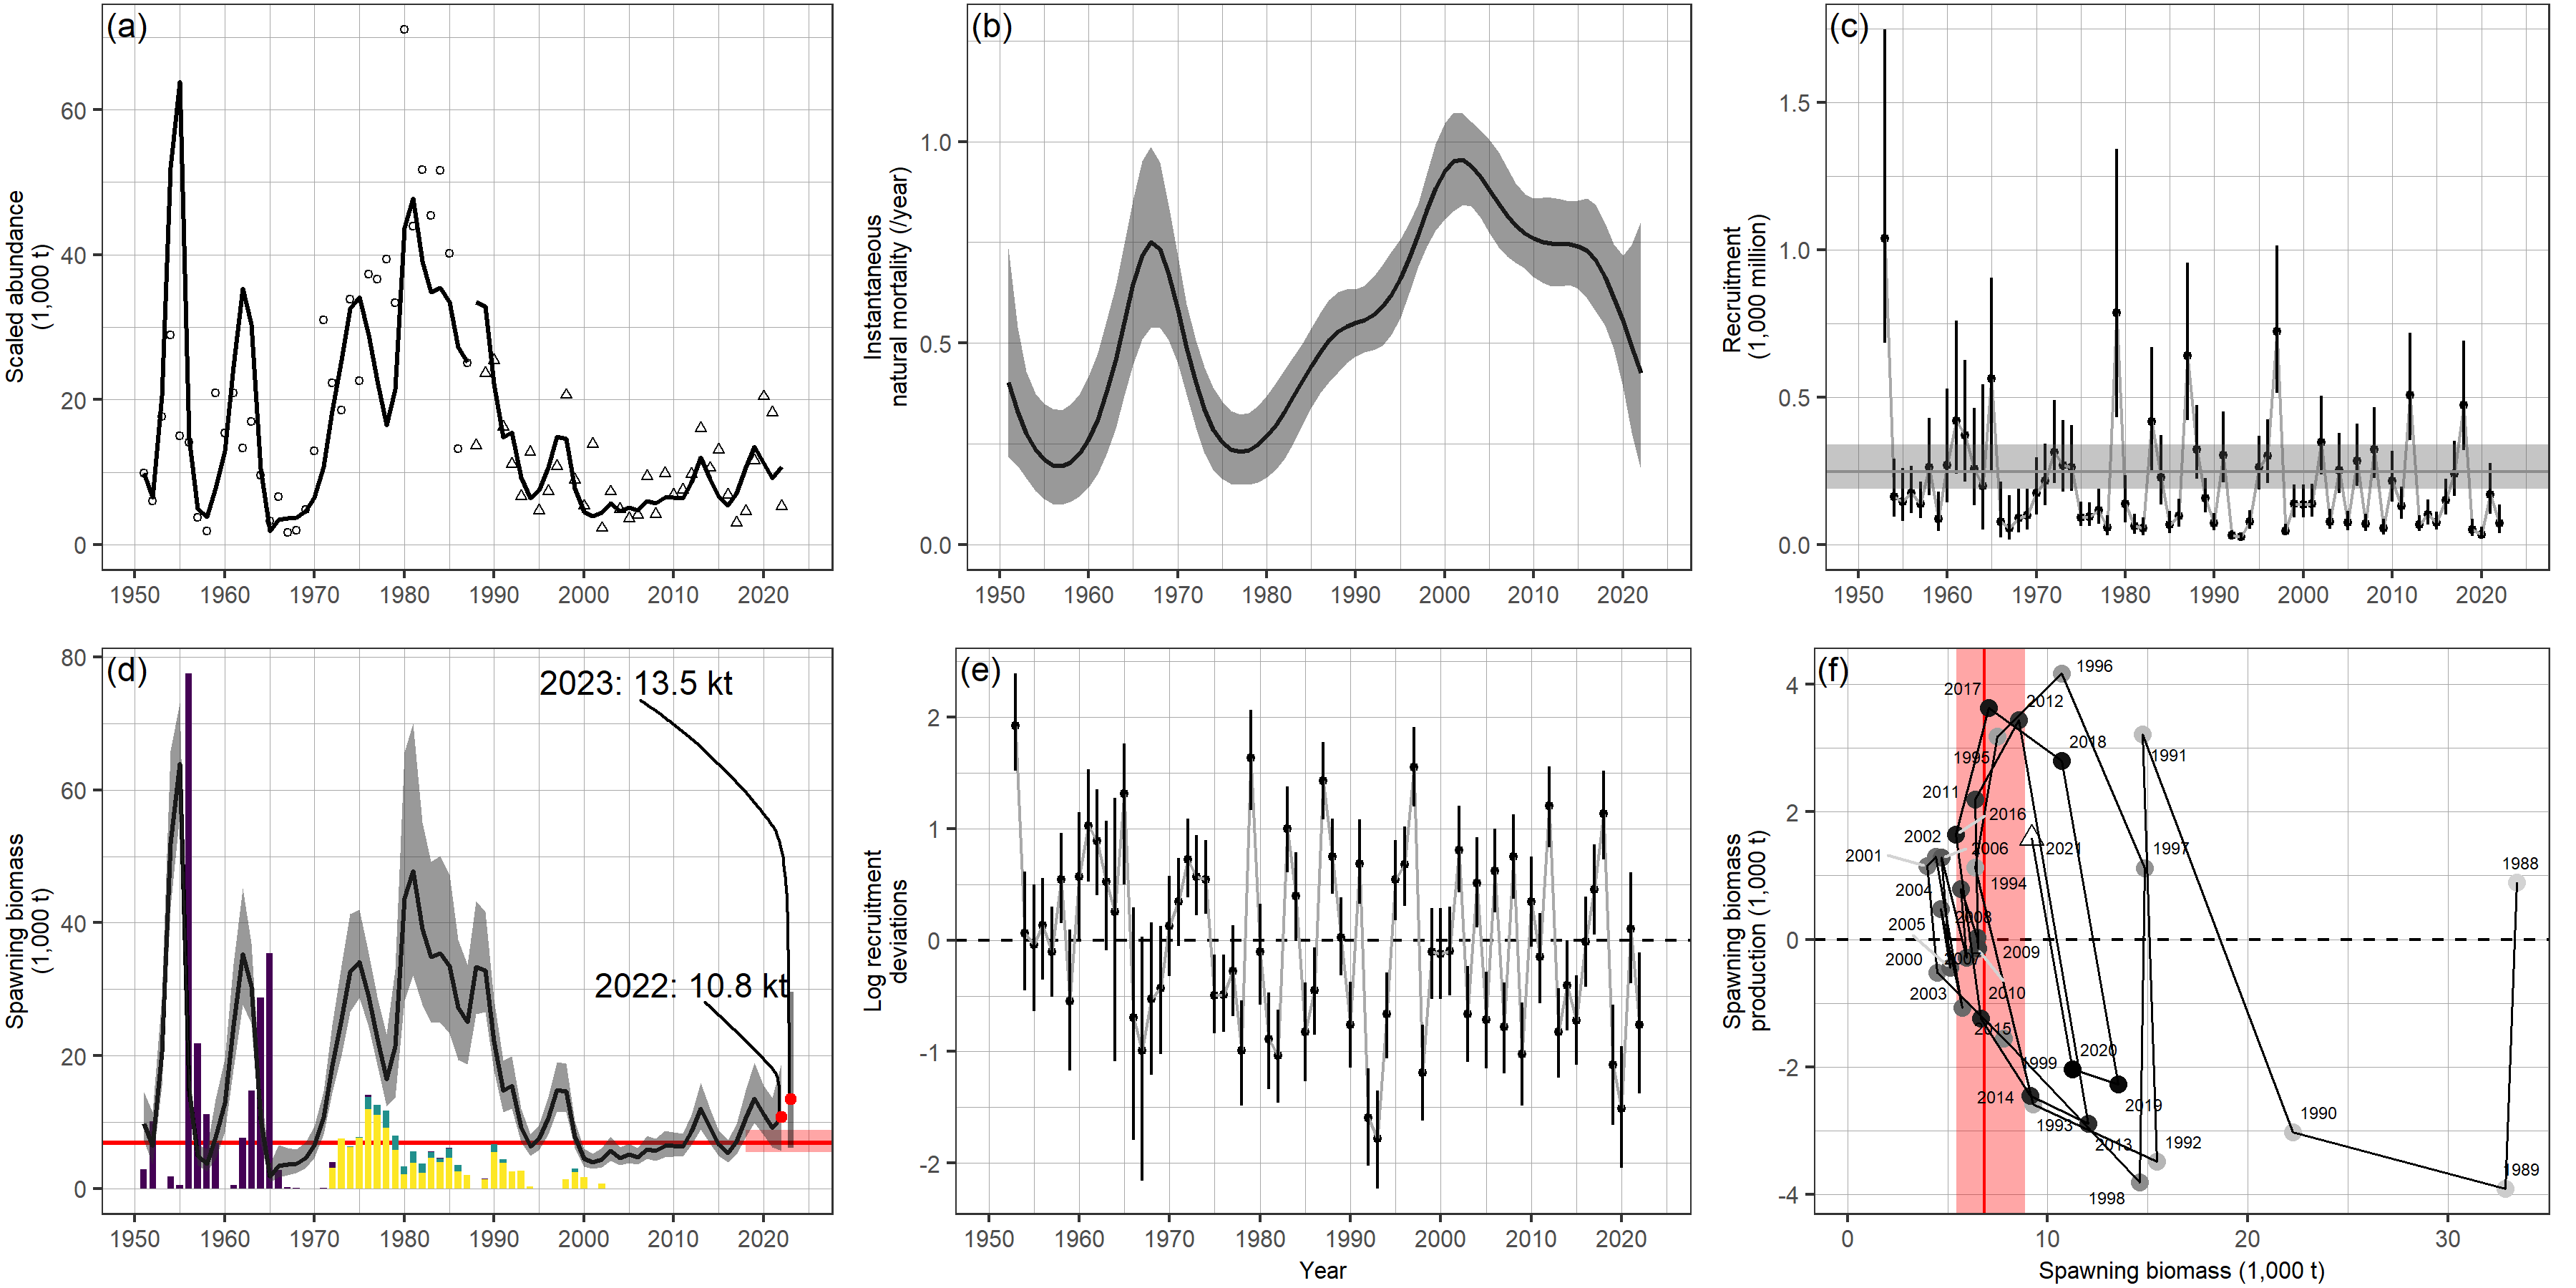 (a)
Scaled abundance
(1,000 t)
60
40
20
0
1950 1960 1970 1980 1990 2000 2010 2020
(b)
Instantaneous
natural mortality (/year)
1.0
0.5
0.0
1950 1960 1970 1980 1990 2000 2010 2020
(c)
Recruitment
(1,000 million)
1.5
1.0
0.5
0.0
1950 1960 1970 1980 1990 2000 2010 2020
(d)
Spawning biomass
(1,000 t)
80
60
40
20
0
2023: 13.5 kt
2022: 10.8 kt
1950 1960 1970 1980 1990 2000 2010 2020
(e)
Log recruitment
deviations
2
1
0
-1
-2
1950 1960 1970 1980 1990 2000 2010 2020
Year
(f)
Spawning biomass
production (1,000 t)
4
2
0
-2
-4
1996
2017
2012
2018
1991
1995
2011
2016
2002
2006
2021
1997
2001
1988
1994
2004
2008
2005
2000
2007
2009
2003
2010
2015
1999
2020
2014
2019
1993
2013
1992
1990
1989
1998
0 10 20 30
Spawning biomass (1,000 t)